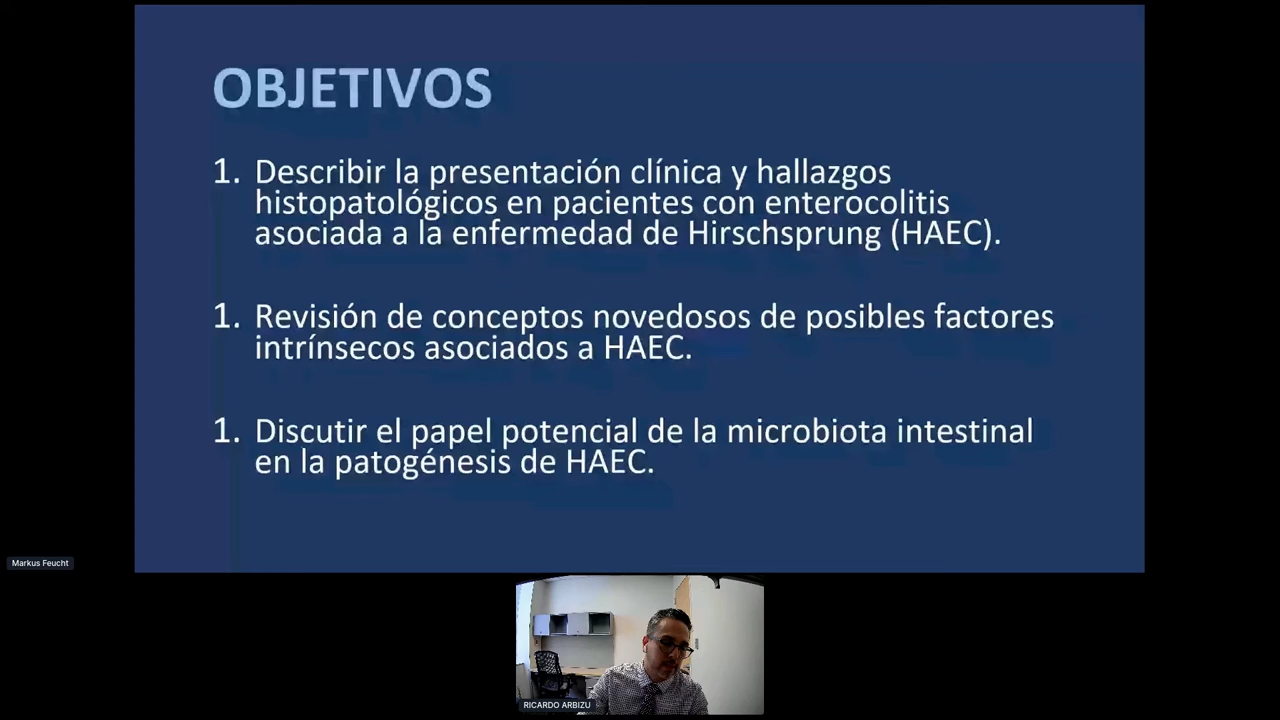 OBJETIVOS
1. Describir la presentación clínica y hallazgos
histopatológicos en pacientes con enterocolitis
asociada a la enfermedad de Hirschsprung (HAEC).
1. Revisión de conceptos novedosos de posibles factores
intrínsecos asociados a HAEC.
1. Discutir el papel potencial de la microbiota intestinal
en la patogénesis de HAEC.
Markus Feucht
RICARDO ARBIZU